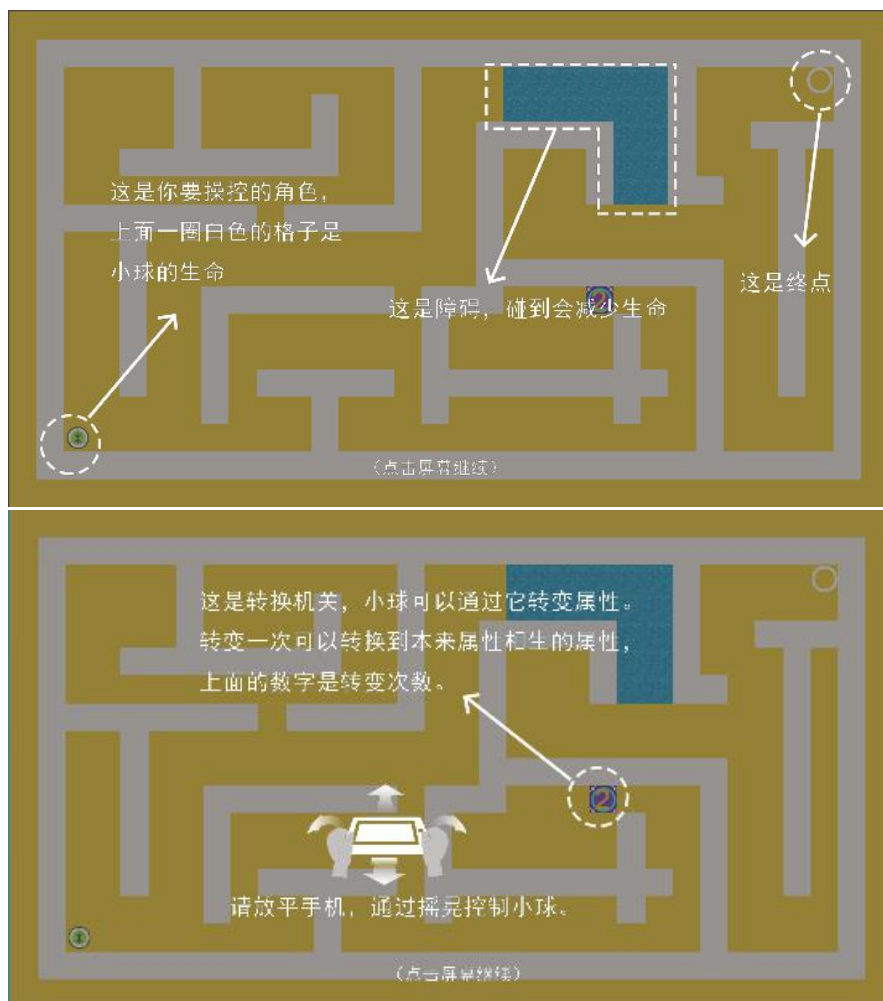 这是你要操控的角色，
上面一圈白色的格子是
小球的生命
这是障碍，碰到会减少生命
2
这是终点
（点击屏幕继续）
这是转换机关，小球可以通过它转变属性。
转变一次可以转换到本来属性相生的属性，
上面的数字是转变次数。
2
请放平手机，通过摇晃控制小球。
（点击屏幕继续）